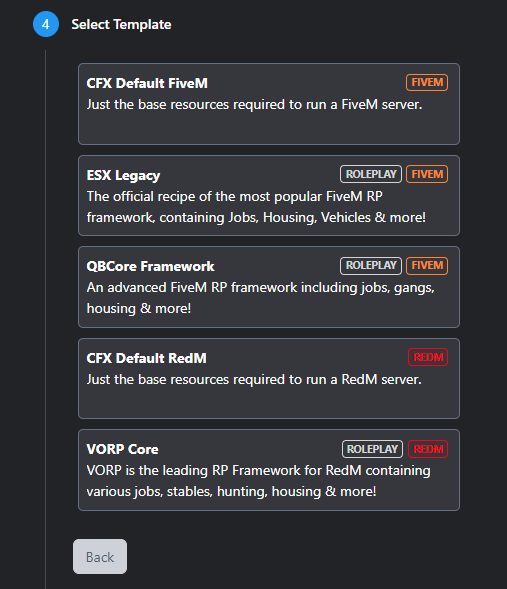 4 Select Template
CFX Default FiveM FIVEM
Just the base resources required to run a FiveM server.
ESX Legacy ROLEPLAY FIVEM
The official recipe of the most popular FiveM RP
framework, containing Jobs, Housing, Vehicles & more!
QBCore Framework ROLEPLAY FIVEM
An advanced FiveM RP framework including jobs, gangs,
housing & more!
CFX Default RedM REDM
Just the base resources required to run a RedM server.
VORP Core ROLEPLAY REDM
VORP is the leading RP Framework for RedM containing
various jobs, stables, hunting, housing & more!
Back